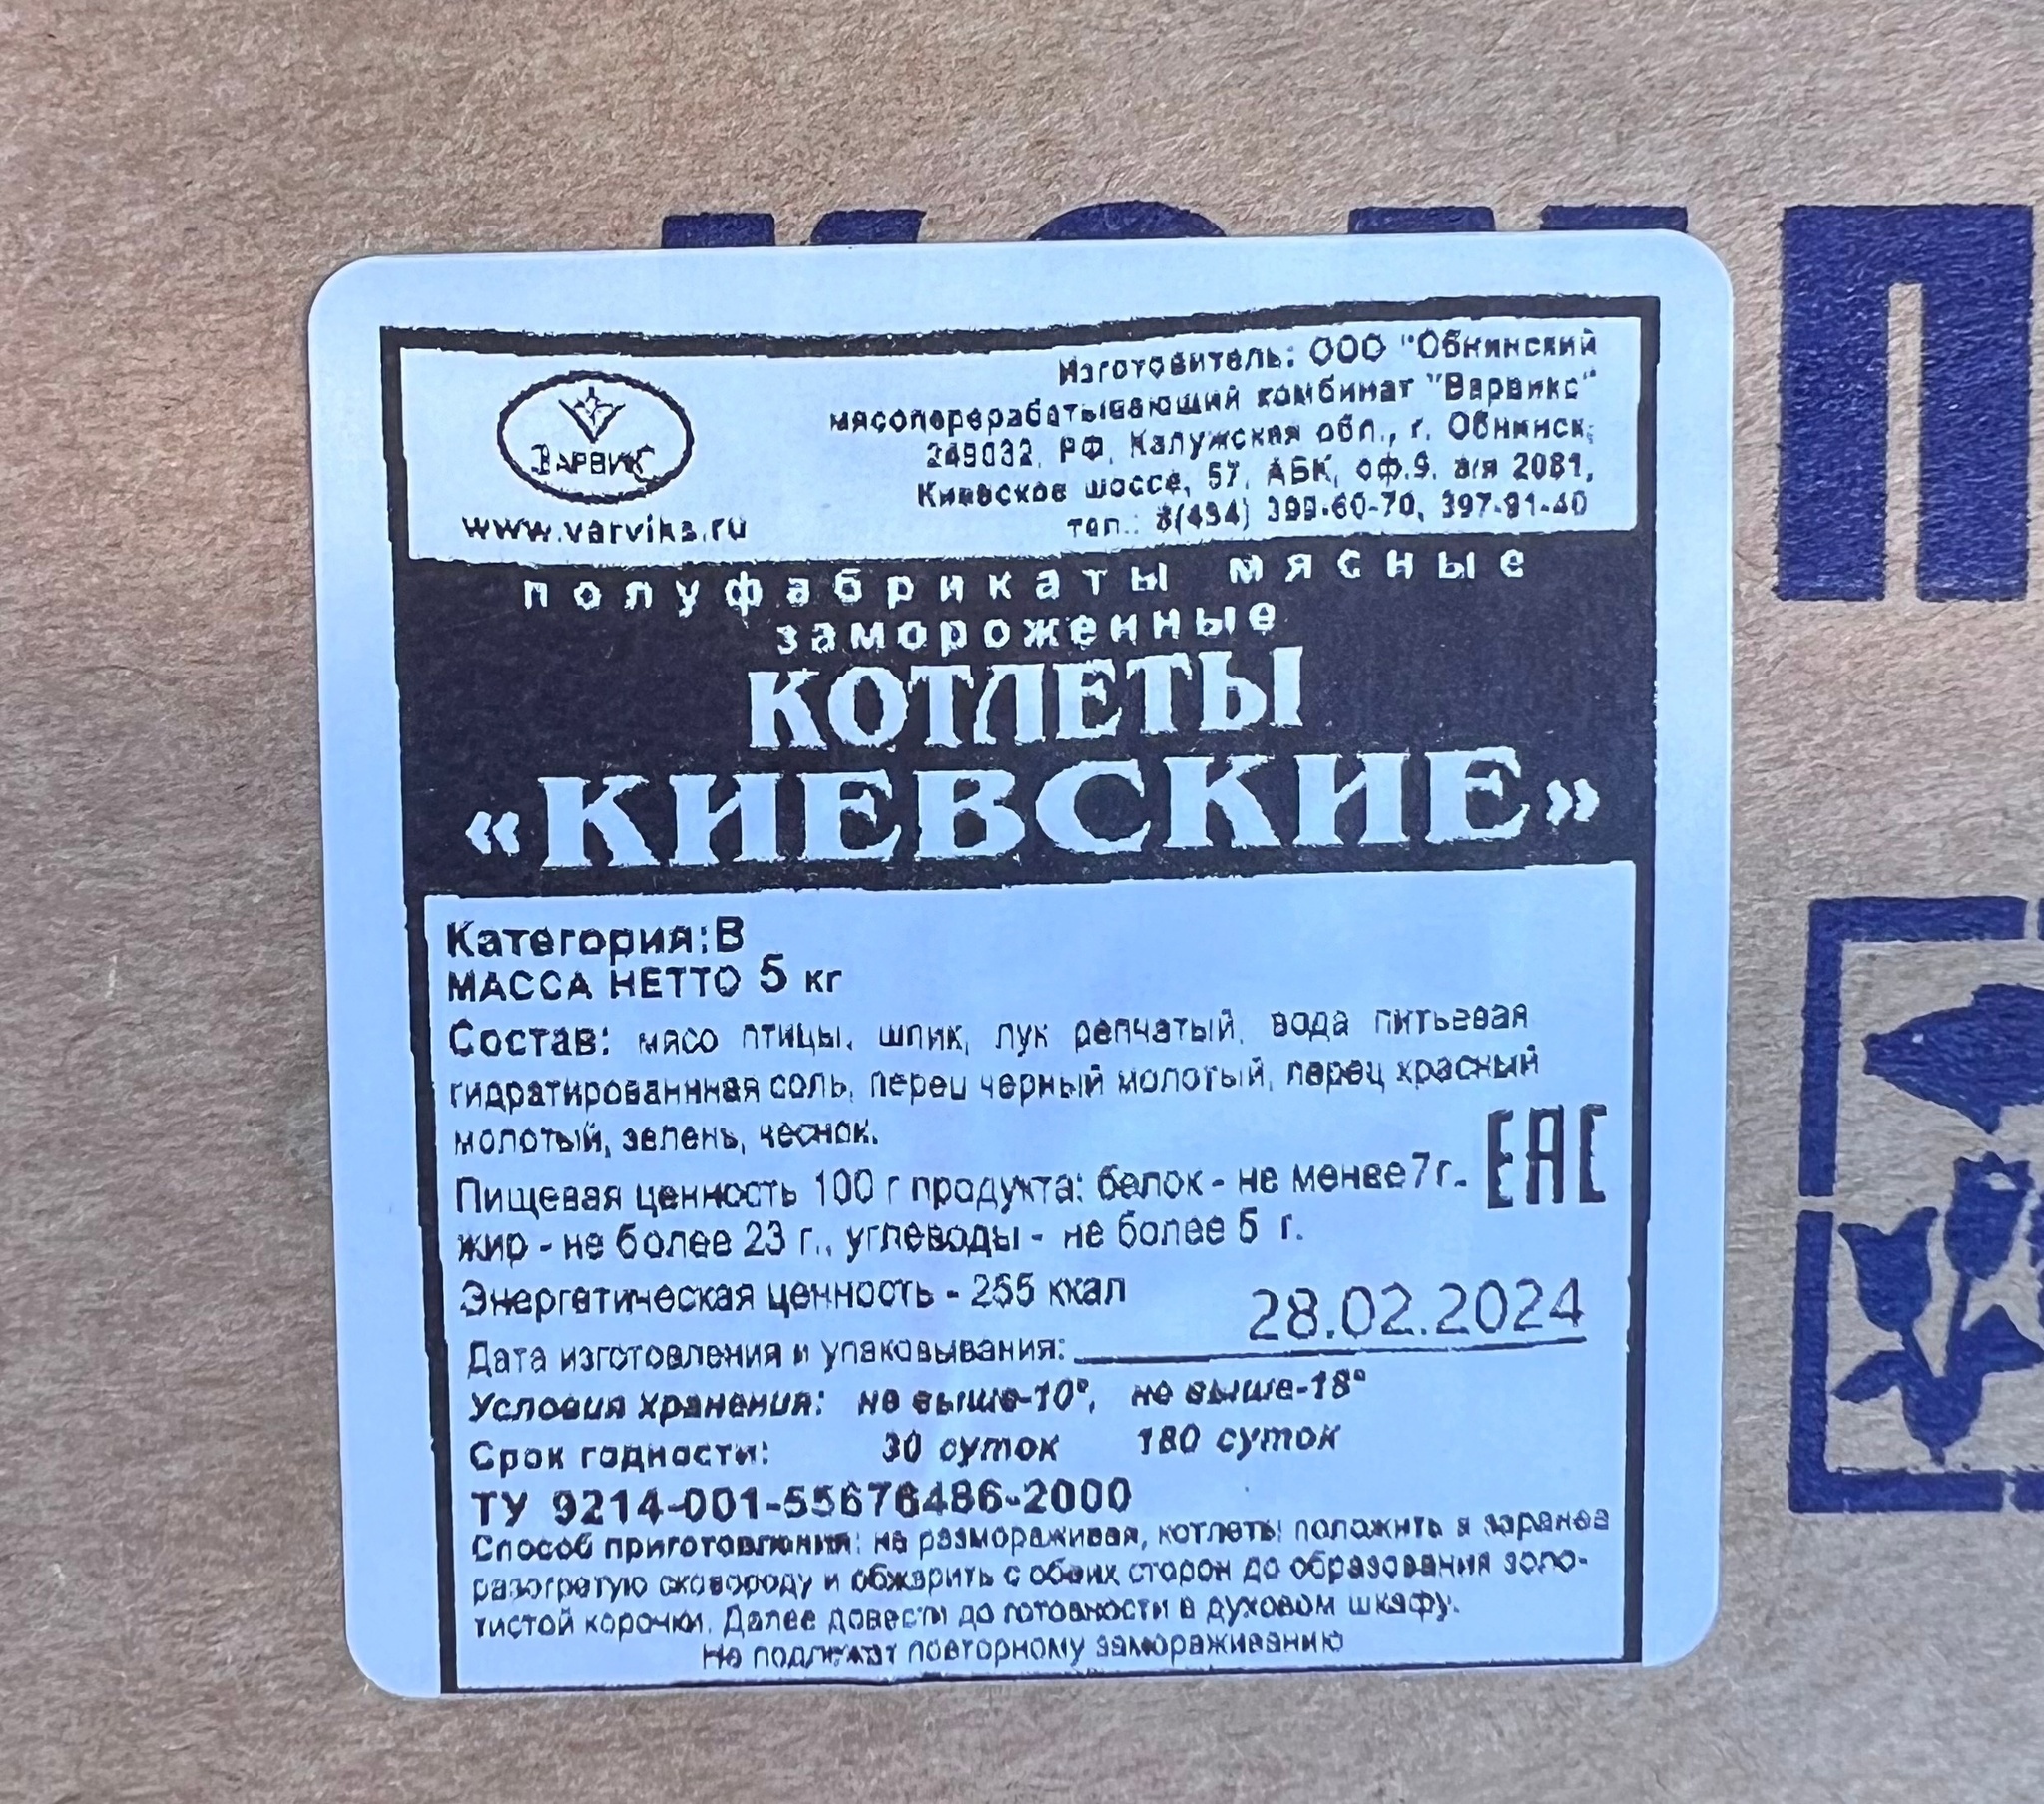 Изготовитель: ООО "Обнинский
мясоперерабатывающий комбинат "Варвикс"
249032, РФ, Калужская обл., г. Обнинск,
Киевское шоссе, 57, АБК, оф.9, а/я 2081,
тел.: 8(494) 399-60-70, 397-91-40
ВАРВИКС
www.varviks.ru
полуфабрикаты мясные
замороженные
КОТЛЕТЫ
«КИЕВСКИЕ»
Категория:В
МАССА НЕТТО 5 кг
Состав: мясо птицы, шпик, лук репчатый, вода питьевая
гидратированнная соль, перец черный молотый, перец красный
молотый, зелень, чеснок.
Пищевая ценность 100 г продукта: белок - не менее 7г.-
жир - не более 23 г., углеводы - не более 5 г.
EAC
Энергетическая ценность - 255 ккал
28.02.2024
Дата изготовления и упаковывания:
Условия хранения: не выше-10°, не выше-18°
Срок годности: 30 суток 180 суток
ТУ 9214-001-55676486-2000
Способ приготовления: не размораживая, котлеты положить в заранее
разогретую сковороду и обжарить с обеих сторон до образования золо-
тистой корочки. Далее довести до готовности в духовом шкафу.
Не подлежат повторному замораживанию